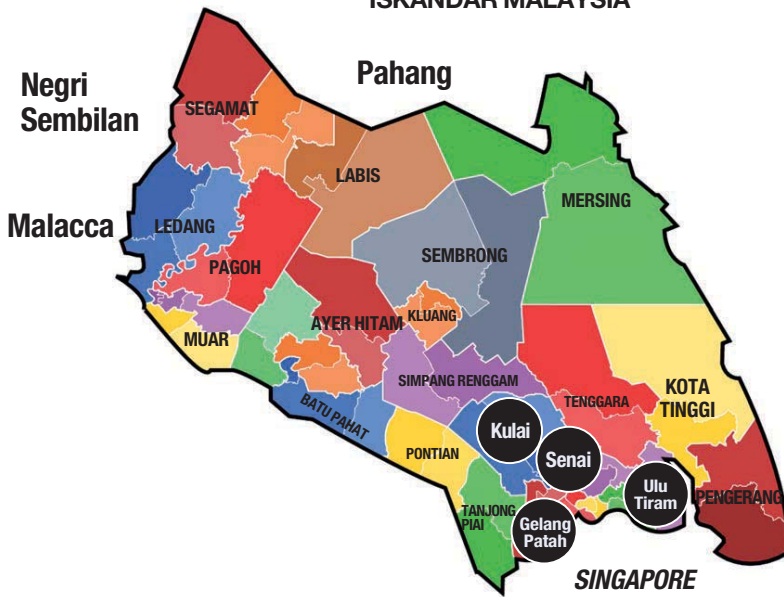 ISKANDAR MALAYSIA
Pahang
Negri
Sembilan
SEGAMAT
LABIS
MERSING
Malacca
LEDANG
SEMBRONG
PAGOH
KLUANG
AYER HITAM
MUAR
SIMPANG RENGGAM
KOTA
TINGGI
TENGGARA
BATU PAHAT
Kulai
PONTIAN
Senai
Ulu
Tiram
PENGERANG
TANJONG
PIAI
Gelang
Patah
SINGAPORE